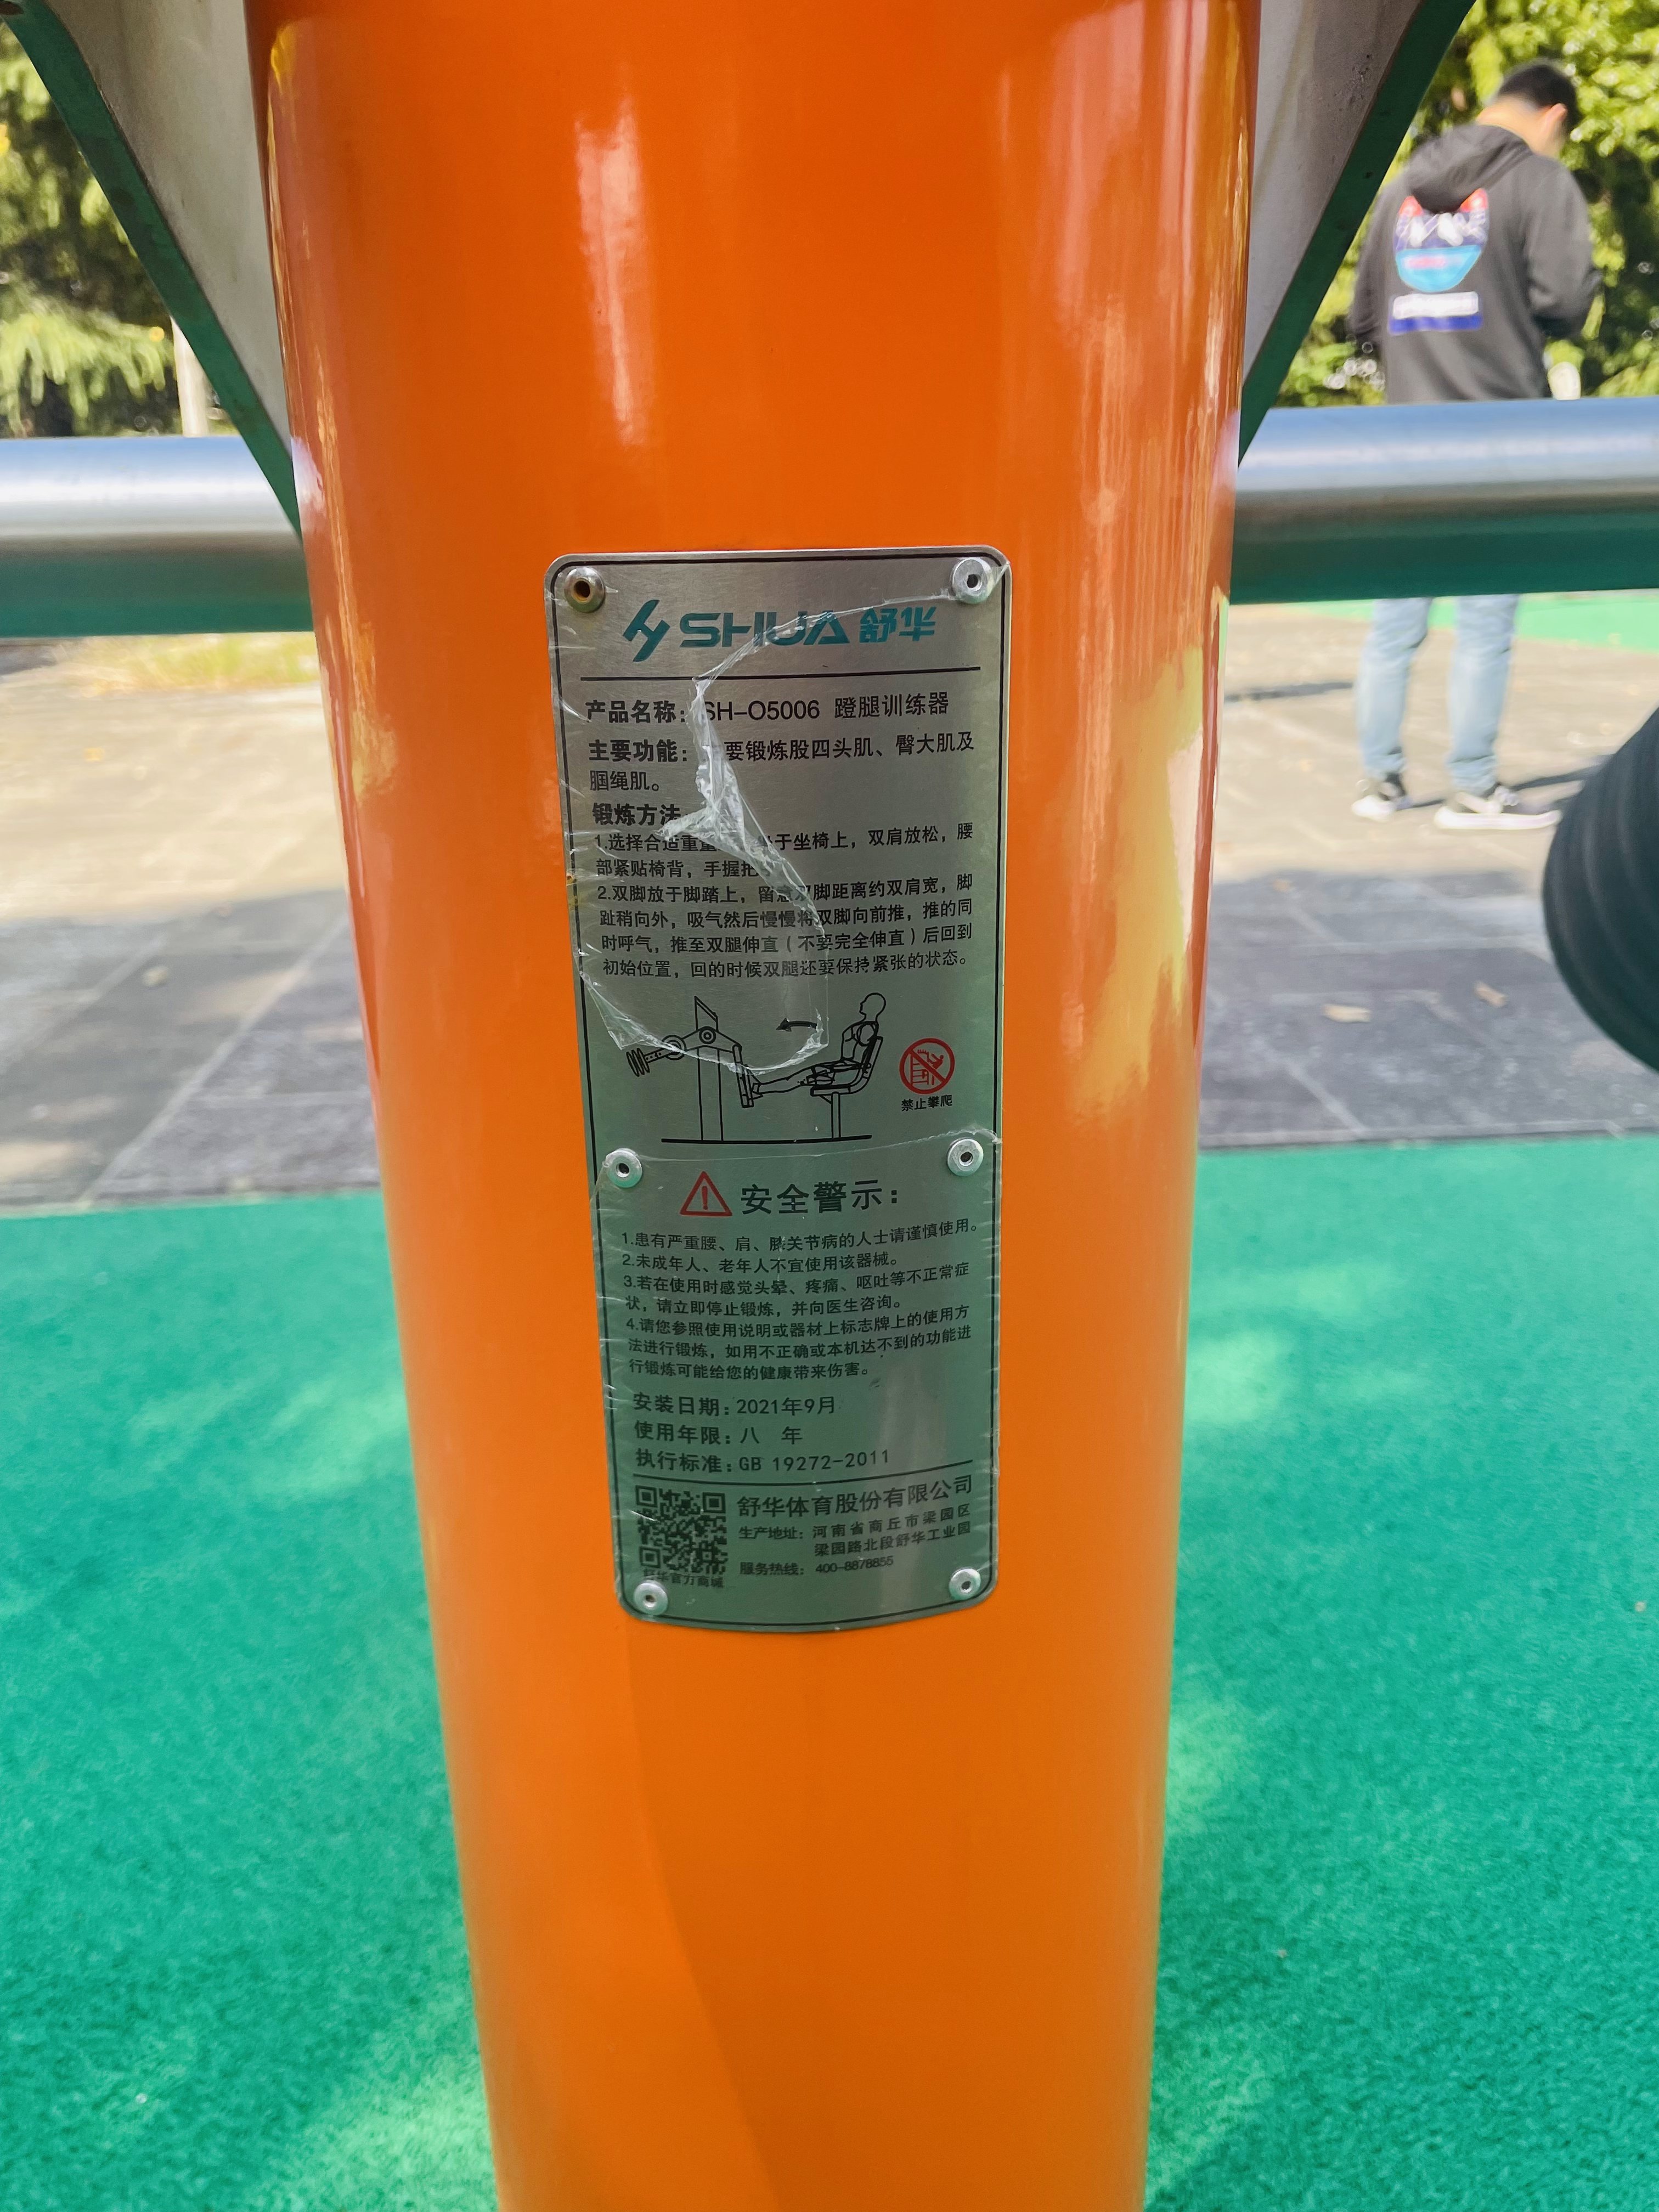 SHUA 舒华
产品名称：SH-O5006 蹬腿训练器
主要功能：主要锻炼股四头肌、臀大肌及
腘绳肌。
锻炼方法
1.选择合适重量 于坐椅上，双肩放松，腰
部紧贴椅背，手握把
2.双脚放于脚踏上，留意双脚距离约双肩宽，脚
趾稍向外，吸气然后慢慢将双脚向前推，推的同
时呼气，推至双腿伸直（不要完全伸直）后回到
初始位置，回的时候双腿还要保持紧张的状态。
禁止攀爬
安全警示：
1.患有严重腰、肩、膝关节病的人士请谨慎使用。
2.未成年人、老年人不宜使用该器械。
3.若在使用时感觉头晕、疼痛、呕吐等不正常症
状，请立即停止锻炼，并向医生咨询。
4.请您参照使用说明或器材上标志牌上的使用方
法进行锻炼，如用不正确或本机达不到的功能进
行锻炼可能给您的健康带来伤害。
安装日期：2021年9月
使用年限：八 年
执行标准：GB 19272-2011
舒华体育股份有限公司
生产地址：河南省商丘市梁园区
梁园路北段舒华工业园
服务热线：400-8878855
舒华官方商城